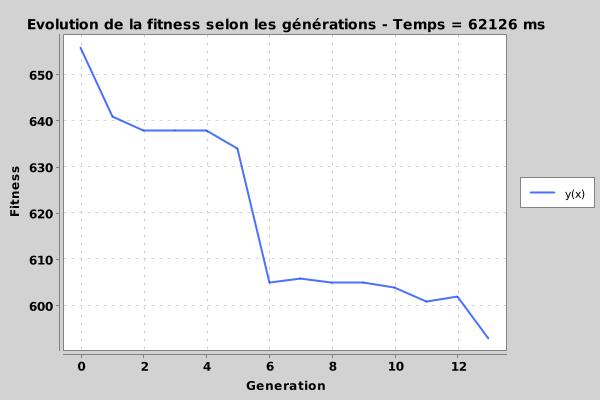 Evolution de la fitness selon les générations - Temps = 62126 ms
650
640
630
620
610
600
Fitness
0 2 4 6 8 10 12
Generation
y(x)